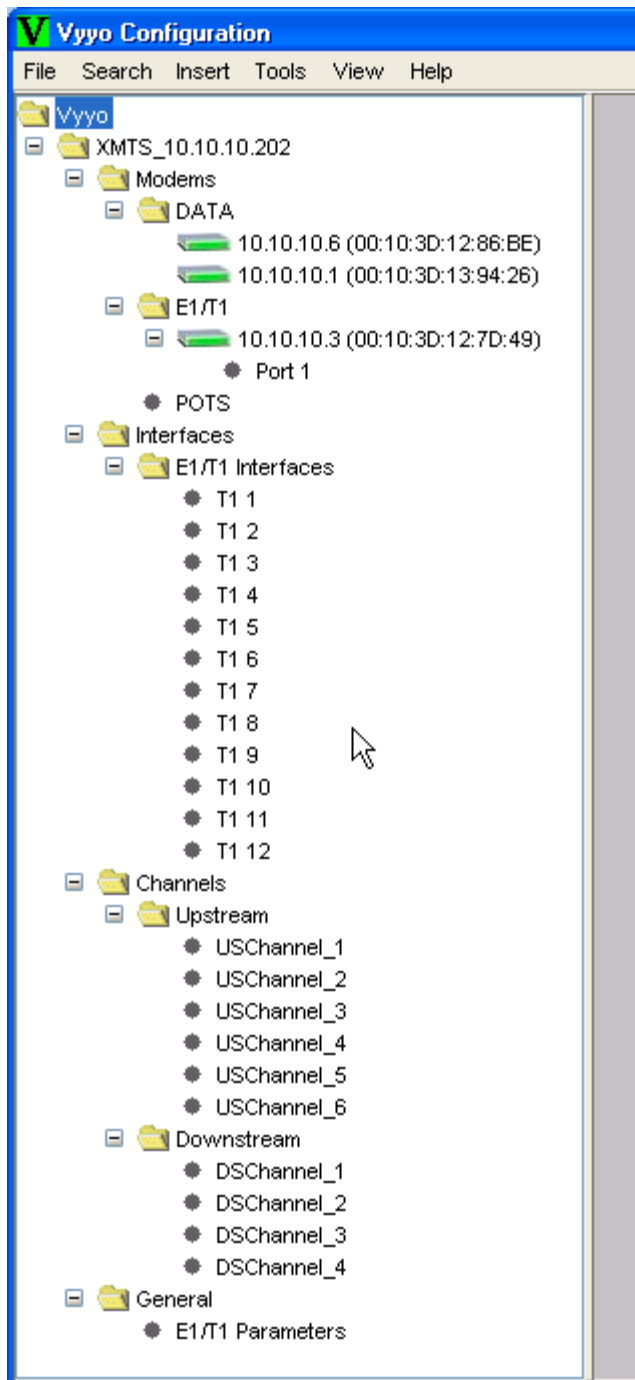 V Vyyo Configuration
File Search Insert Tools View Help
Vyyo
XMTS_10.10.10.202
Modems
DATA
10.10.10.6 (00:10:3D:12:86:BE)
10.10.10.1 (00:10:3D:13:94:26)
E1/T1
10.10.10.3 (00:10:3D:12:7D:49)
Port 1
POTS
Interfaces
E1/T1 Interfaces
T1 1
T1 2
T1 3
T1 4
T1 5
T1 6
T1 7
T1 8
T1 9
T1 10
T1 11
T1 12
Channels
Upstream
USChannel_1
USChannel_2
USChannel_3
USChannel_4
USChannel_5
USChannel_6
Downstream
DSChannel_1
DSChannel_2
DSChannel_3
DSChannel_4
General
E1/T1 Parameters